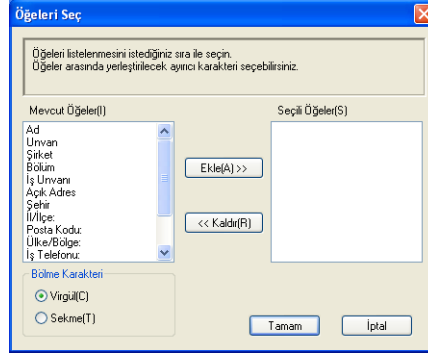 Öğeleri Seç
Öğeleri listelenmesini istediğiniz sıra ile seçin.
Öğeler arasında yerleştirilecek ayırıcı karakteri seçebilirsiniz.
Mevcut Öğeler(I)
Seçili Öğeler(S)
Ad
Unvan
Şirket
Bölüm
İş Unvanı
Açık Adres
Şehir
İl/İlçe:
Posta Kodu:
Ülke/Bölge:
İş Telefonu:
Ekle(A) >>
<< Kaldır(R)
Bölme Karakteri
Virgül(C)
Sekme(T)
Tamam
İptal